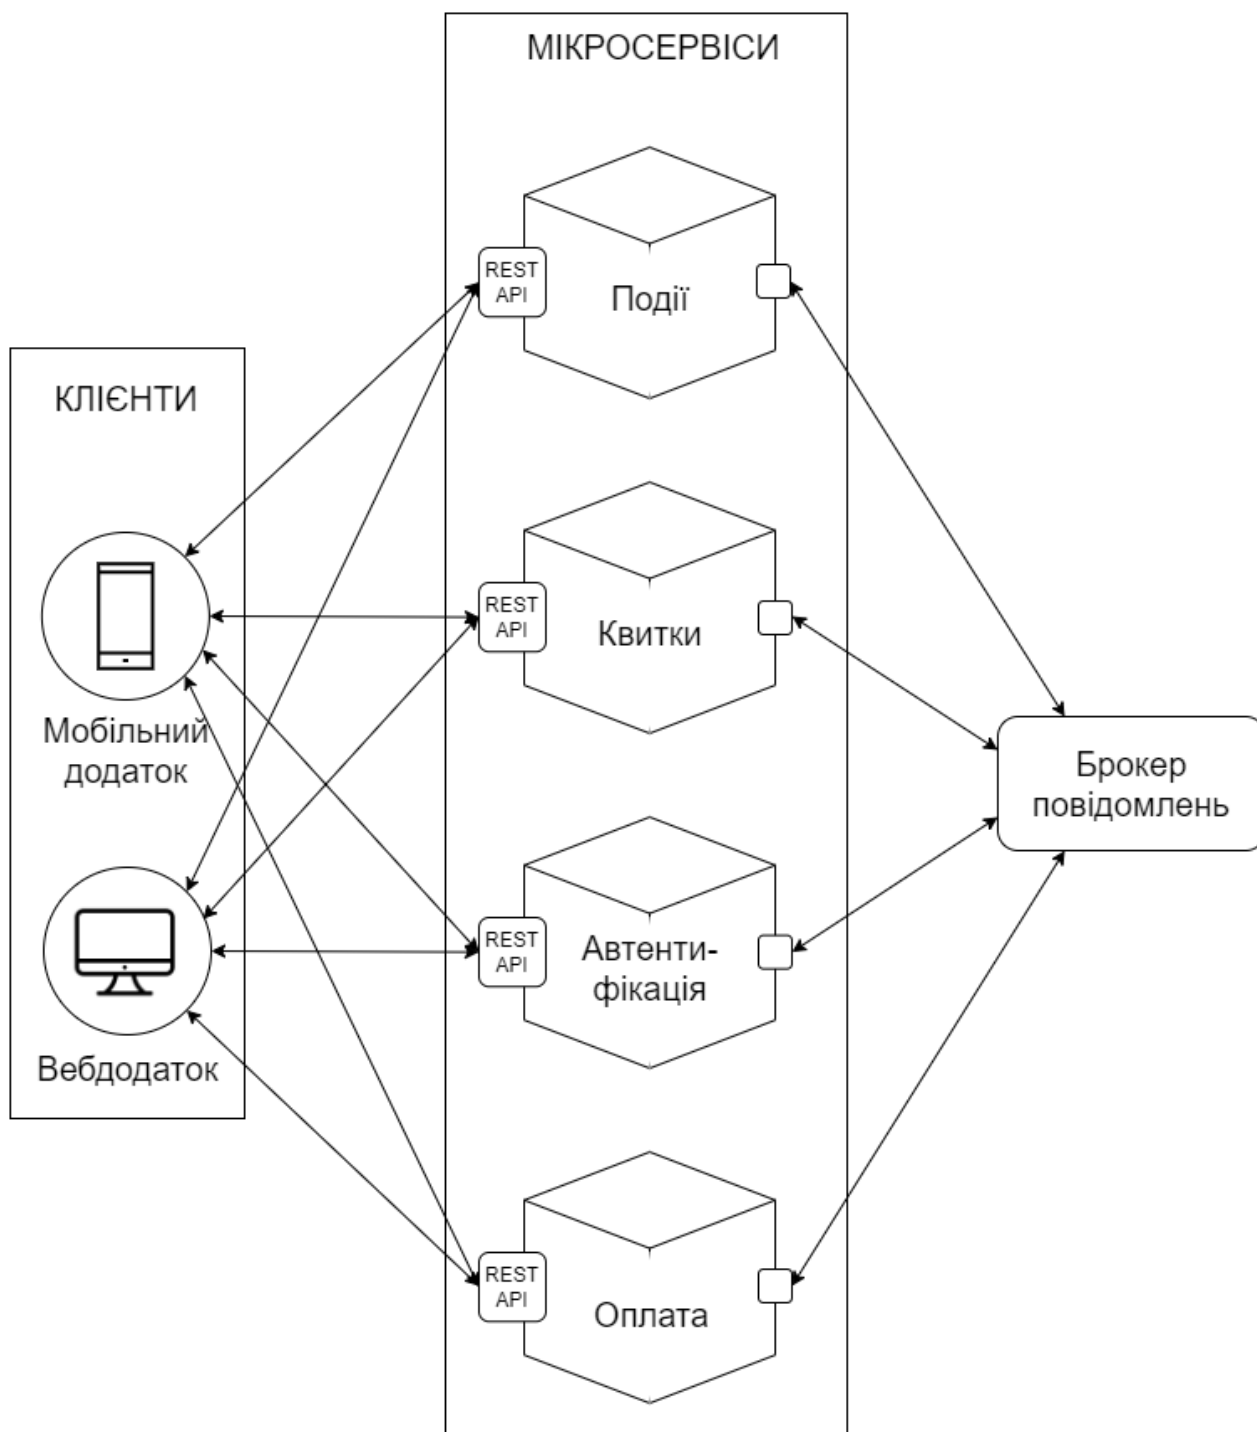 МІКРОСЕРВІСИ
REST
API
Події
КЛІЄНТИ
REST
API
Квитки
Мобільний
додаток
Брокер
повідомлень
REST
API
Автенти-
фікація
Вебдодаток
REST
API
Оплата